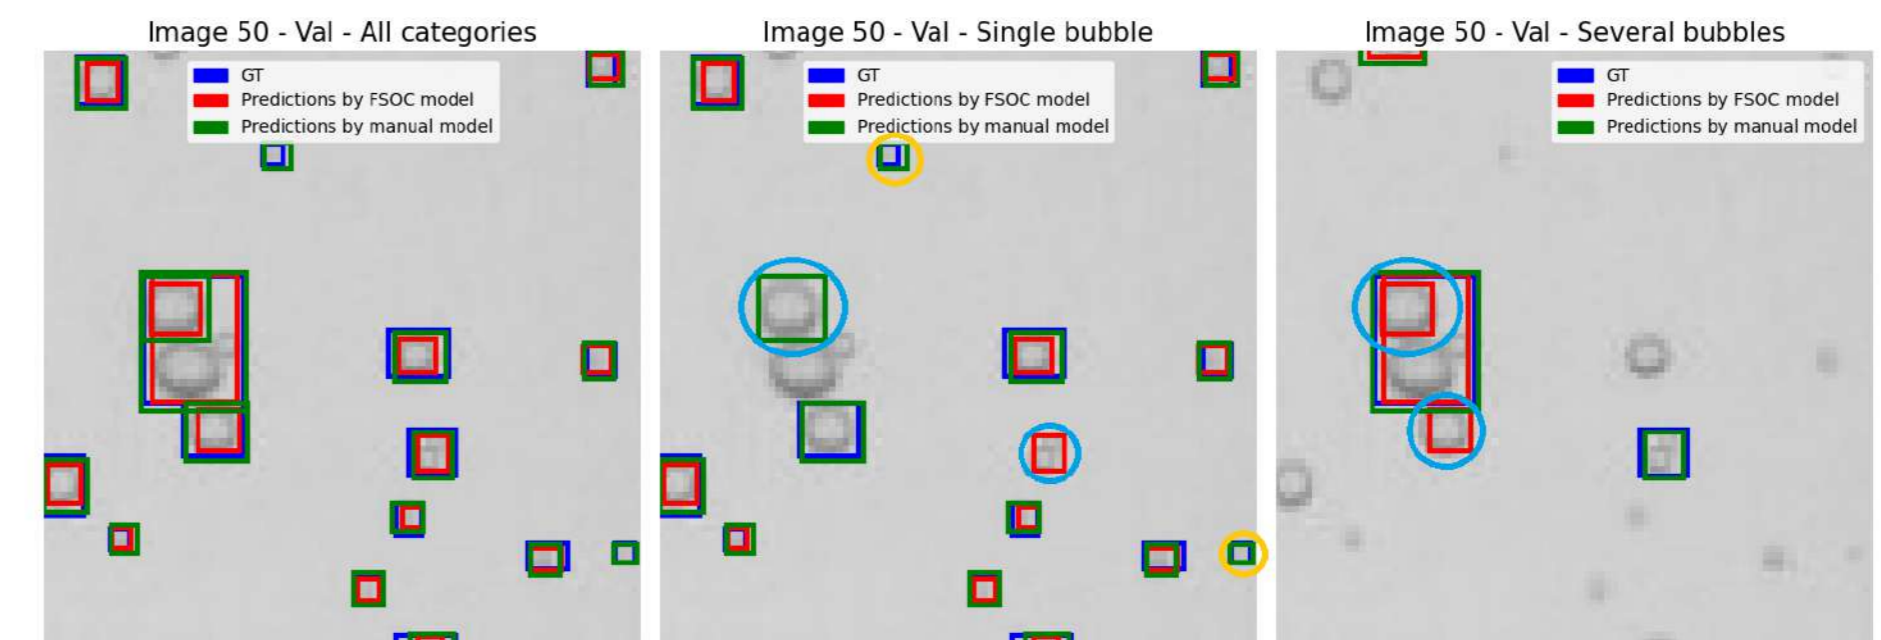 Image 50 - Val - All categories
GT
Predictions by FSOC model
Predictions by manual model
Image 50 - Val - Single bubble
GT
Predictions by FSOC model
Predictions by manual model
Image 50 - Val - Several bubbles
GT
Predictions by FSOC model
Predictions by manual model